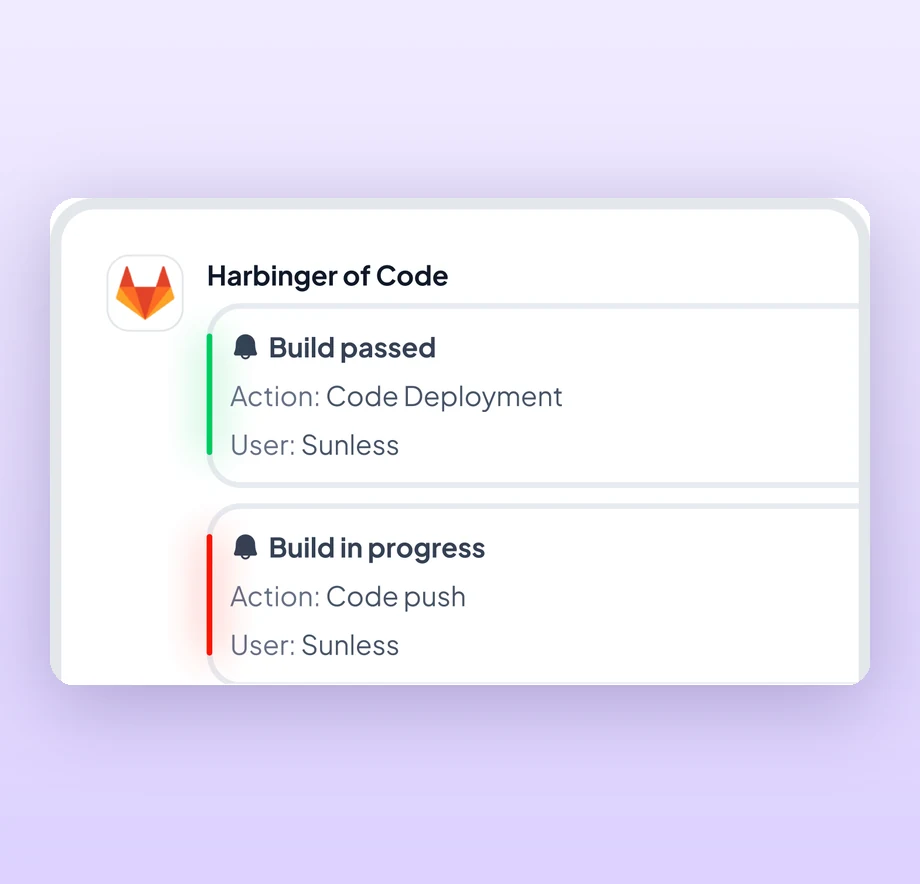 Harbinger of Code
Build passed
Action: Code Deployment
User: Sunless
Build in progress
Action: Code push
User: Sunless